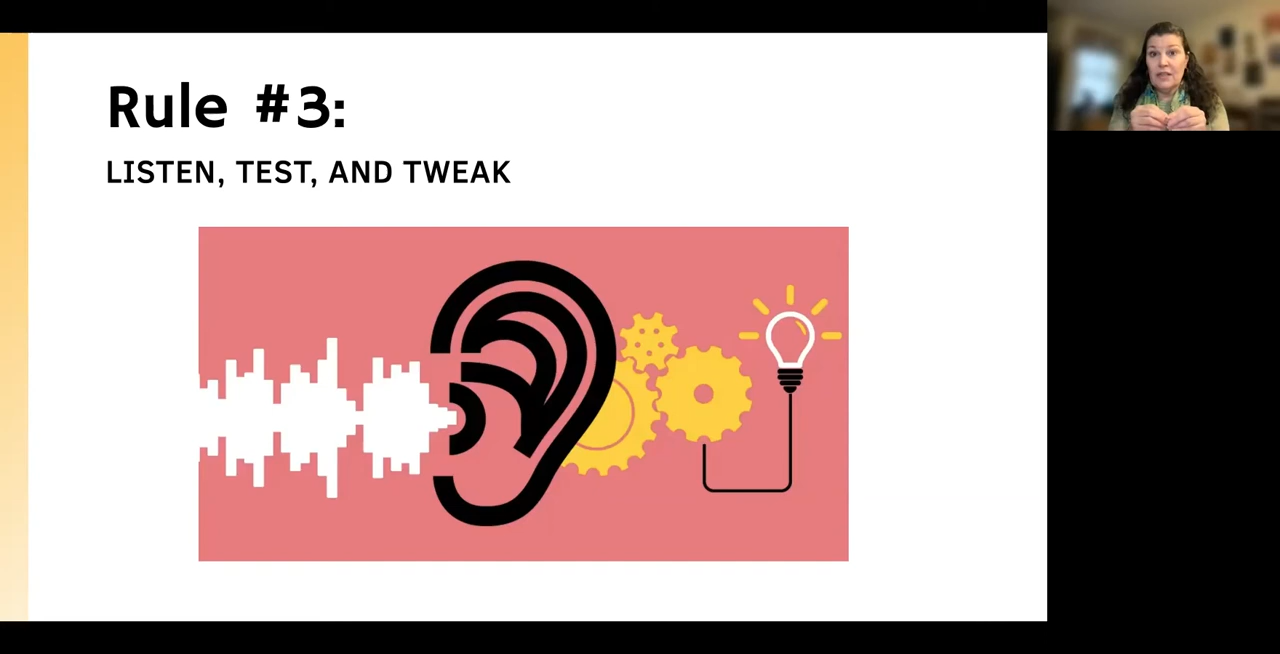 Rule #3:
LISTEN, TEST, AND TWEAK